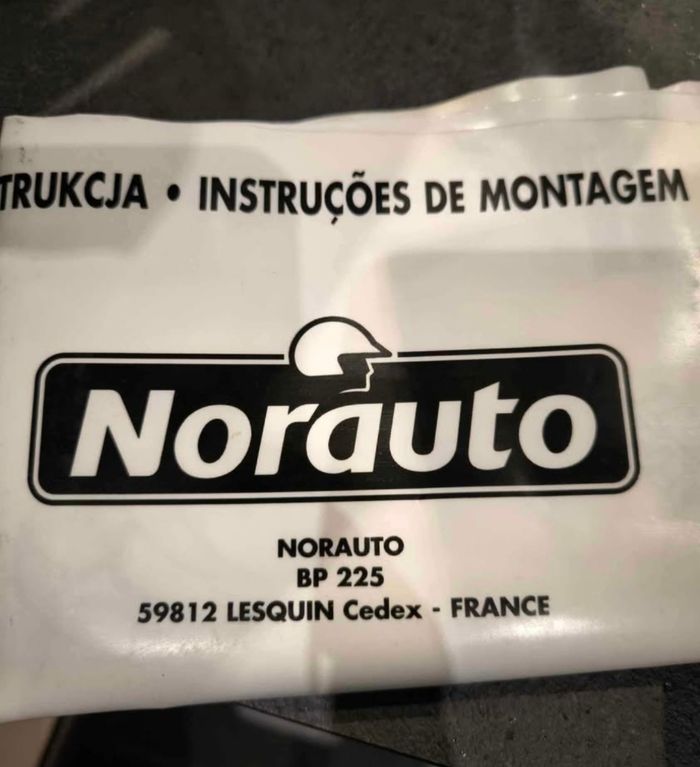 TRUKCJA • INSTRUÇÕES DE MONTAGEM
Norauto
NORAUTO
BP 225
59812 LESQUIN Cedex - FRANCE